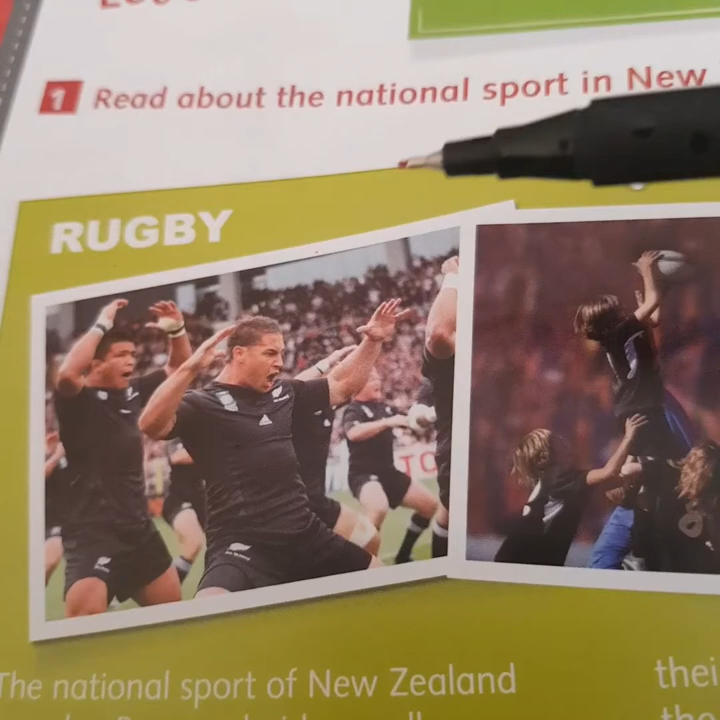 1 Read about the national sport in New
RUGBY
The national sport of New Zealand
thei